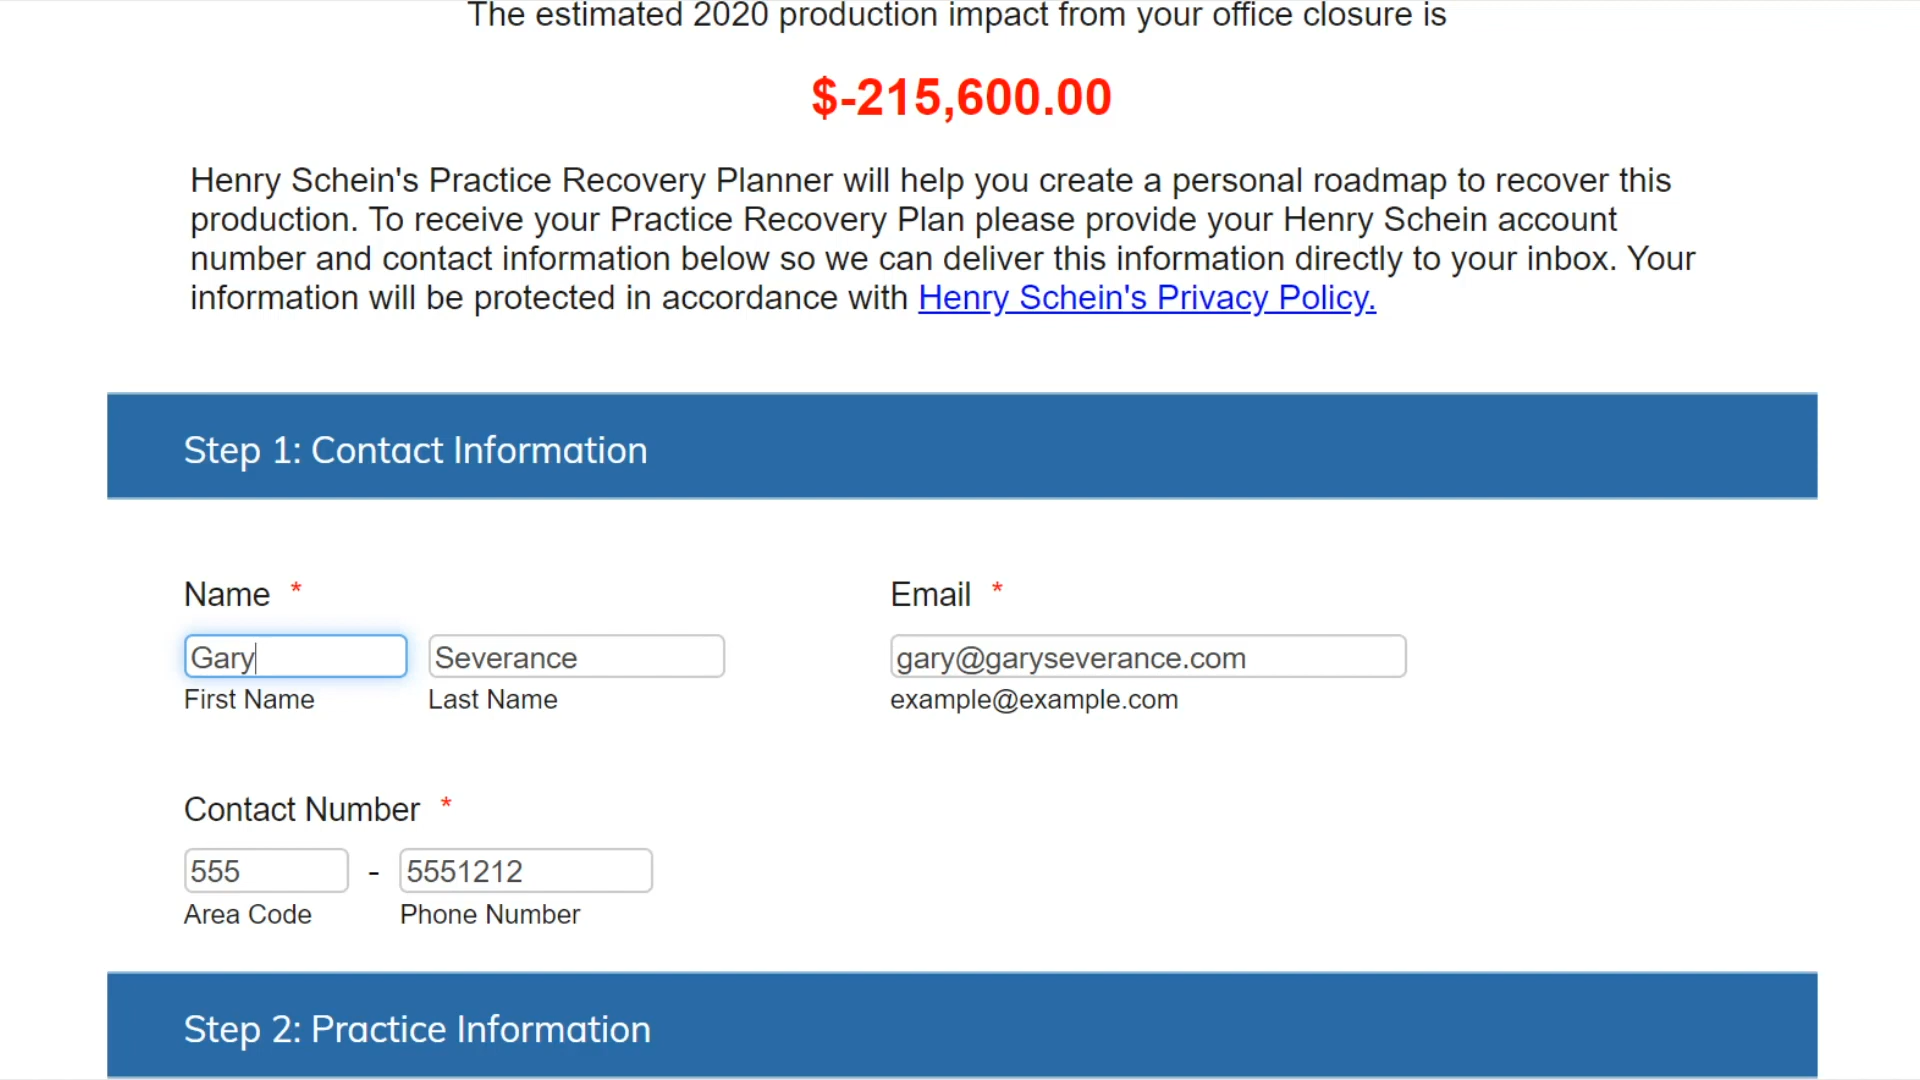 The estimated 2020 production impact from your office closure is
$-215,600.00
Henry Schein's Practice Recovery Planner will help you create a personal roadmap to recover this
production. To receive your Practice Recovery Plan please provide your Henry Schein account
number and contact information below so we can deliver this information directly to your inbox. Your
information will be protected in accordance with Henry Schein's Privacy Policy.
Step 1: Contact Information
Name *
Email *
Gary
Severance
gary@garyseverance.com
First Name
Last Name
example@example.com
Contact Number *
555 - 5551212
Area Code
Phone Number
Step 2: Practice Information